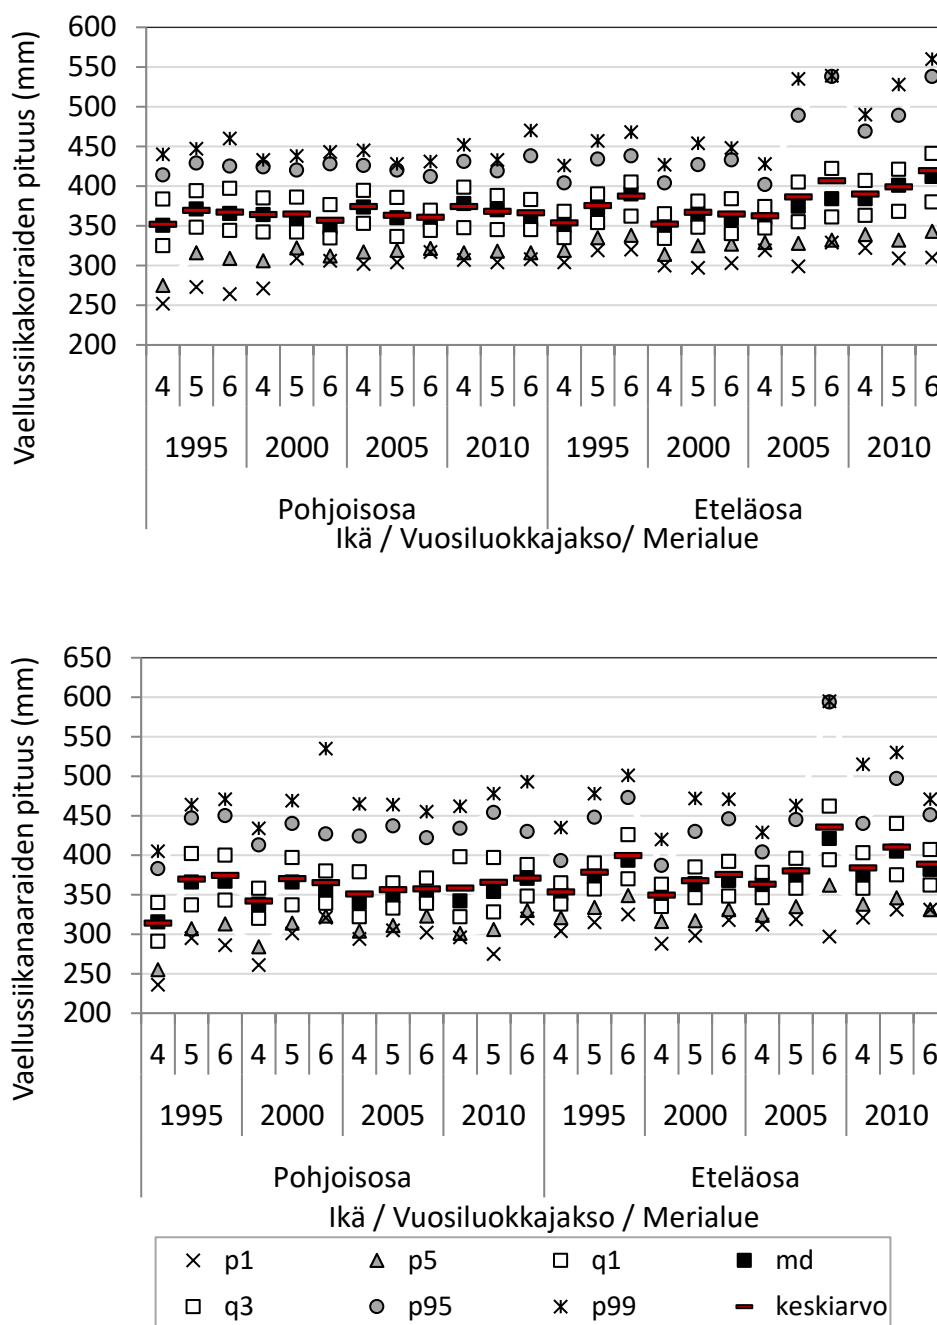 Vaellussiikakoiraiden pituus (mm)
600
550
500
450
400
350
300
250
200
4 5 6 4 5 6 4 5 6 4 5 6 4 5 6 4 5 6 4 5 6 4 5 6
1995 2000 2005 2010 1995 2000 2005 2010
Pohjoisosa Eteläosa
Ikä / Vuosiluokkajakso/ Merialue
Vaellussiikanaaraiden pituus (mm)
650
600
550
500
450
400
350
300
250
200
4 5 6 4 5 6 4 5 6 4 5 6 4 5 6 4 5 6 4 5 6 4 5 6
1995 2000 2005 2010 1995 2000 2005 2010
Pohjoisosa Eteläosa
Ikä / Vuosiluokkajakso / Merialue
p1 p5 q1 md
q3 p95 p99 keskiarvo